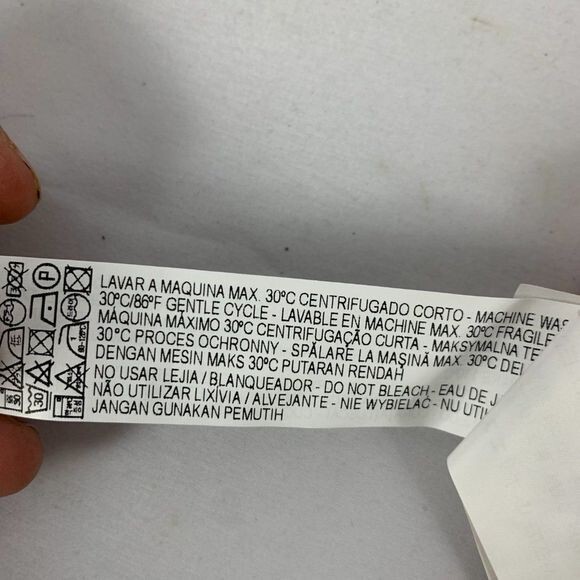 LAVAR A MAQUINA MAX. 30ºC CENTRIFUGADO CORTO - MACHINE WAS
30ºC/86ºF GENTLE CYCLE - LAVABLE EN MACHINE MAX. 30ºC FRAGILE
MÁQUINA MÁXIMO 30ºC CENTRIFUGAÇÃO CURTA - MAKSYMALNA TE
30°C PROCES OCHRONNY - SPĂLARE LA MAȘINĂ MAX. 30ºC DEL
DENGAN MESIN MAKS 30ºC PUTARAN RENDAH
NO USAR LEJIA / BLANQUEADOR - DO NOT BLEACH - EAU DE J
NÃO UTILIZAR LIXÍVIA / ALVEJANTE - NIE WYBIELAĆ - NU UTIL
JANGAN GUNAKAN PEMUTIH
P
30